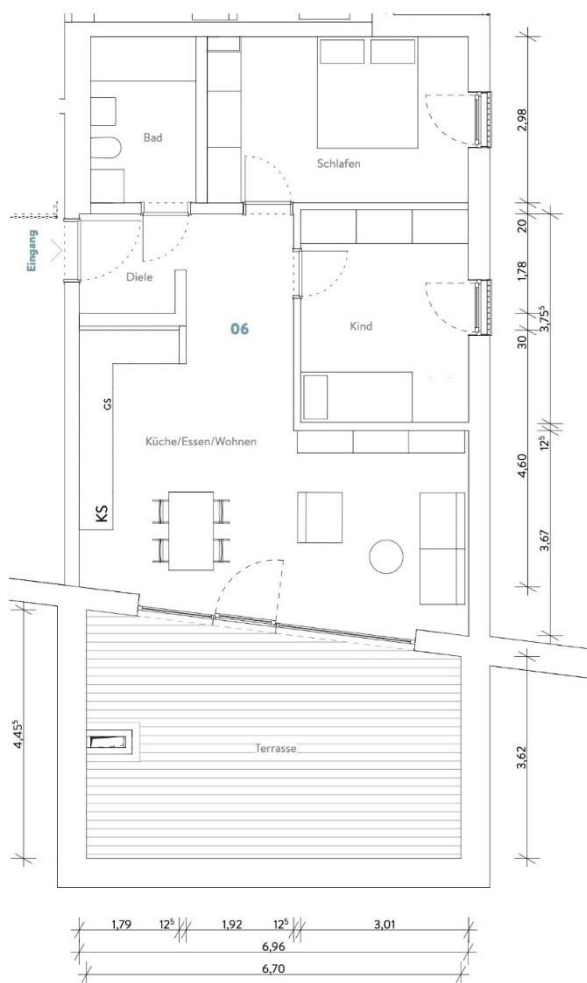 Bad
Schlafen
2,98
Eingang
Diele
06
Kind
20
1,78
3,75⁵
30
GS
Küche/Essen/Wohnen
KS
12⁵
4,60
3,67
4,45⁵
Terrasse
3,62
1,79 12⁵ 1,92 12⁵ 3,01
6,96
6,70